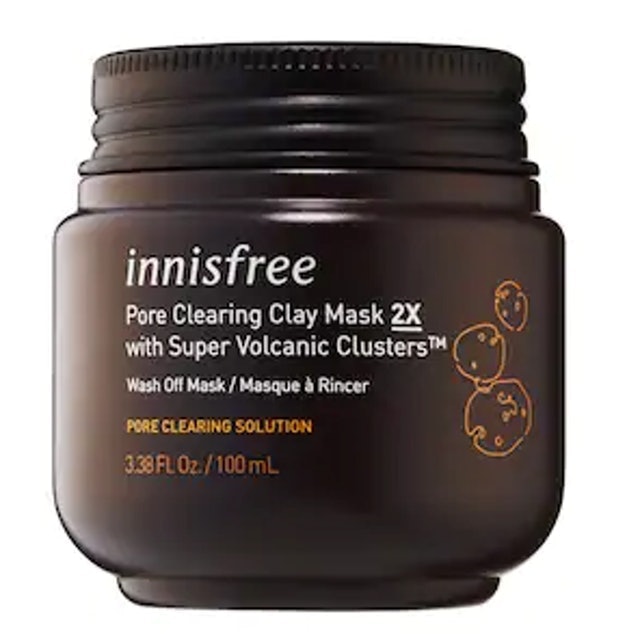 innisfree
Pore Clearing Clay Mask 2X
with Super Volcanic Clusters™
Wash Off Mask / Masque à Rincer
PORE CLEARING SOLUTION
3.38 FL Oz. / 100 mL